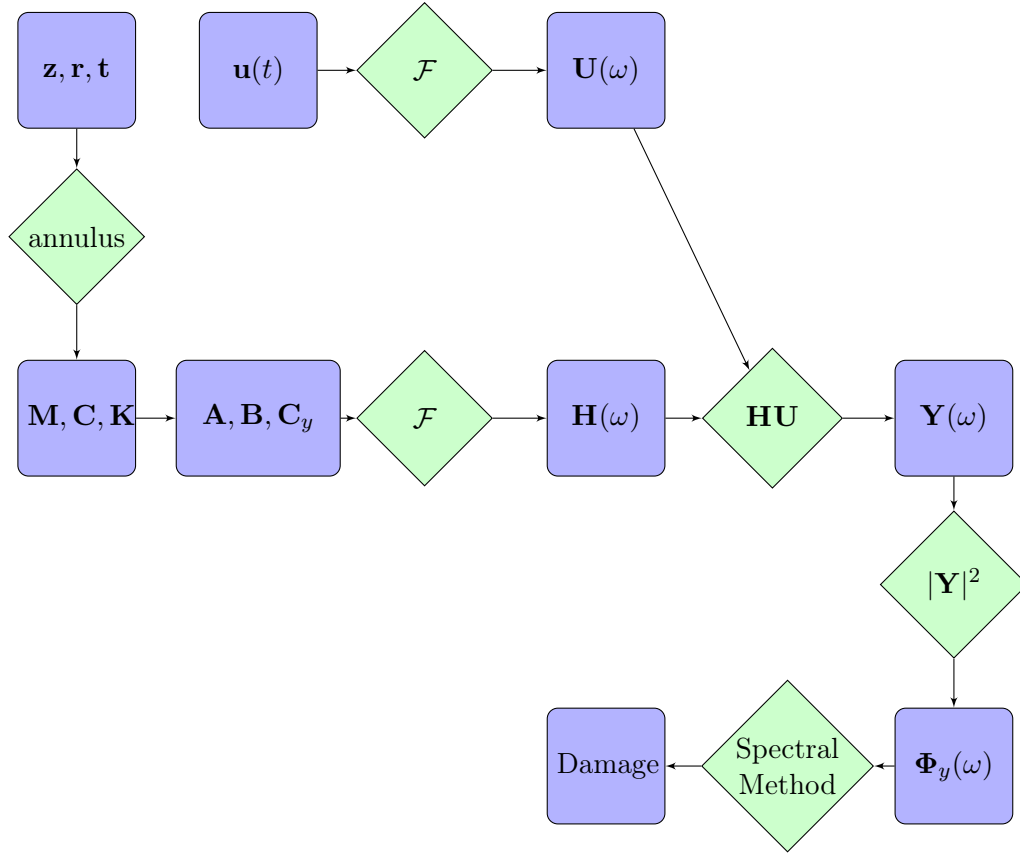 z, r, t
u(t)
ℱ
U(ω)
annulus
M, C, K
A, B, C_y
ℱ
H(ω)
HU
Y(ω)
|Y|²
Damage
Spectral
Method
Φ_y(ω)